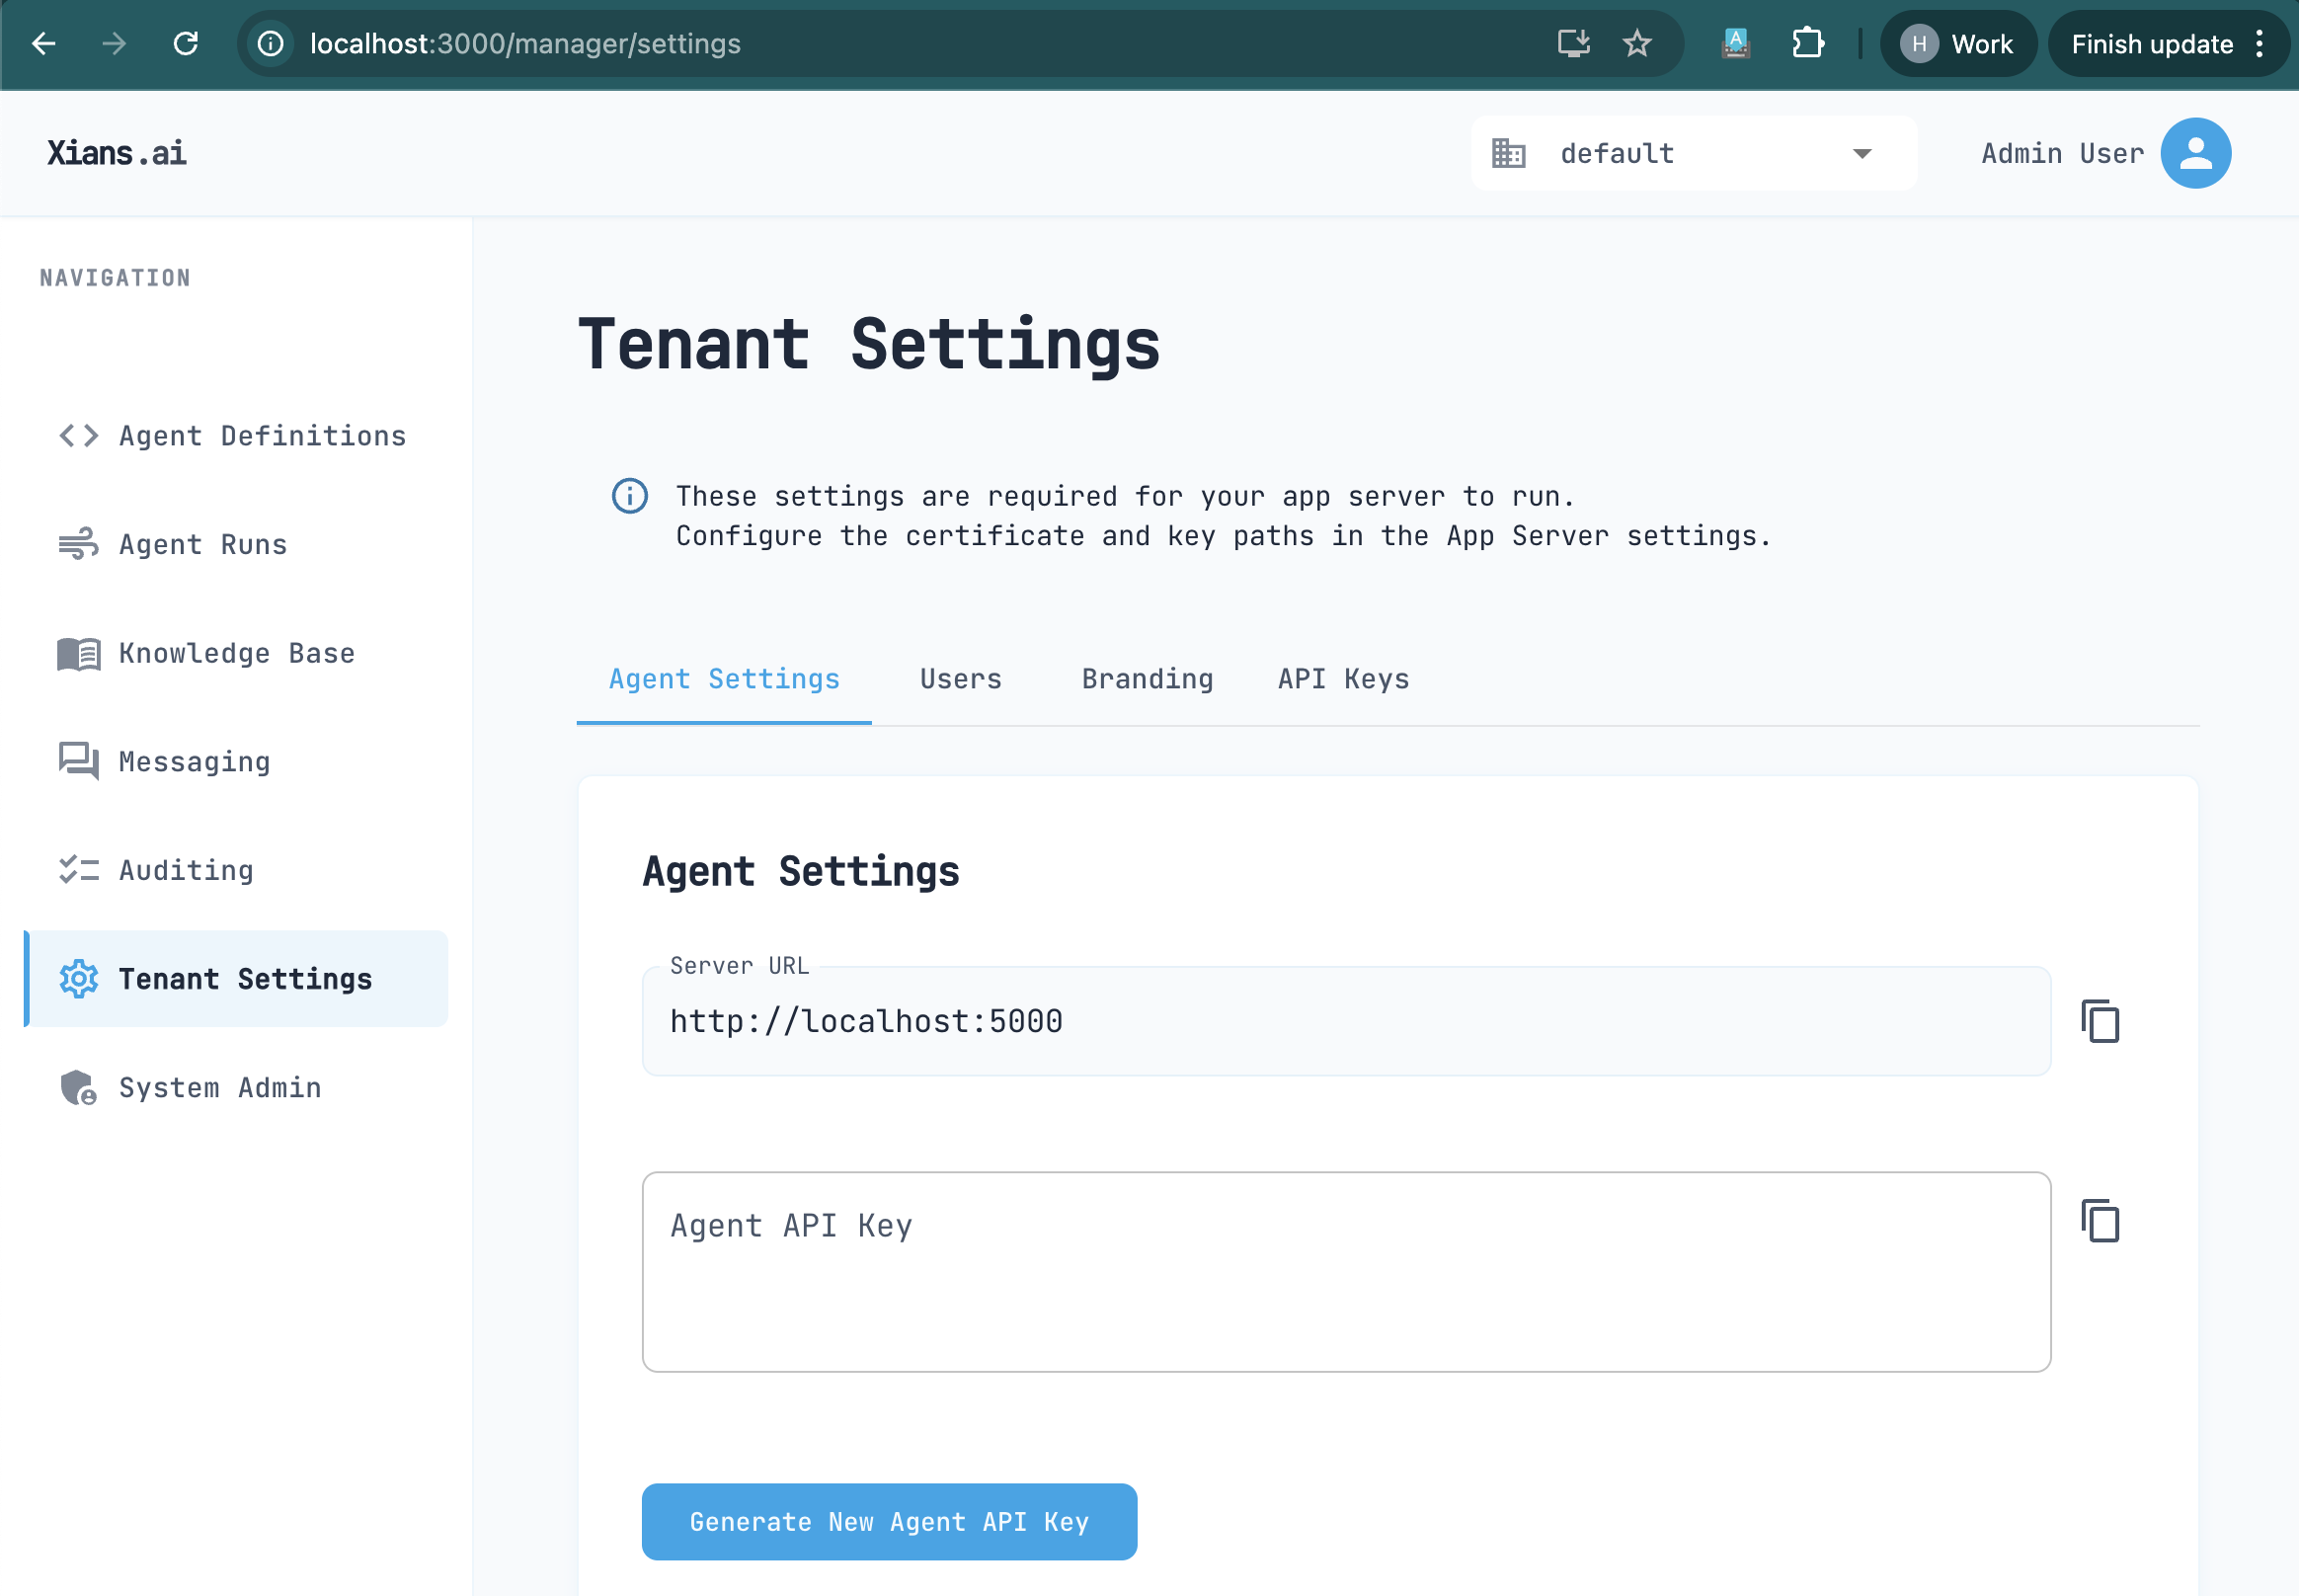 localhost:3000/manager/settings
A
H
Work
Finish update
Xians.ai
default
Admin User
NAVIGATION
Agent Definitions
Agent Runs
Knowledge Base
Messaging
Auditing
Tenant Settings
System Admin
Tenant Settings
These settings are required for your app server to run.
Configure the certificate and key paths in the App Server settings.
Agent Settings
Users
Branding
API Keys
Agent Settings
Server URL
http://localhost:5000
Agent API Key
Generate New Agent API Key